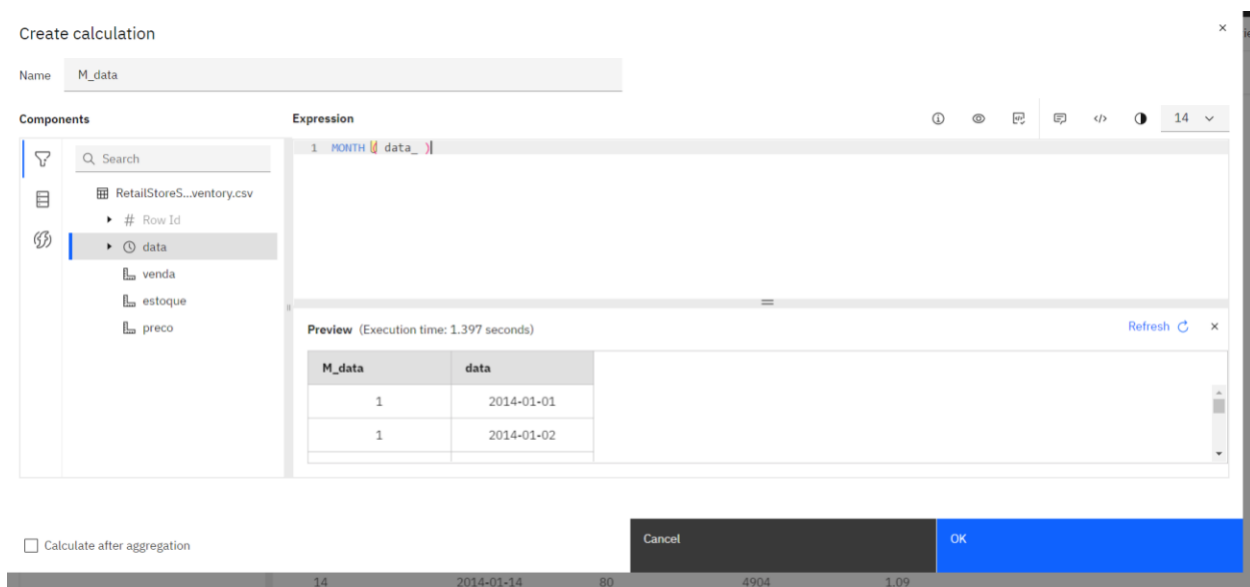 Create calculation
Name M_data
Components
Expression
14
Search
RetailStoreS...ventory.csv
# Row Id
data
venda
estoque
preco
1 MONTH ( data_ )
Preview (Execution time: 1.397 seconds)
Refresh
M_data data
1 2014-01-01
1 2014-01-02
Calculate after aggregation
Cancel
OK
14 2014-01-14 80 4904 1.09